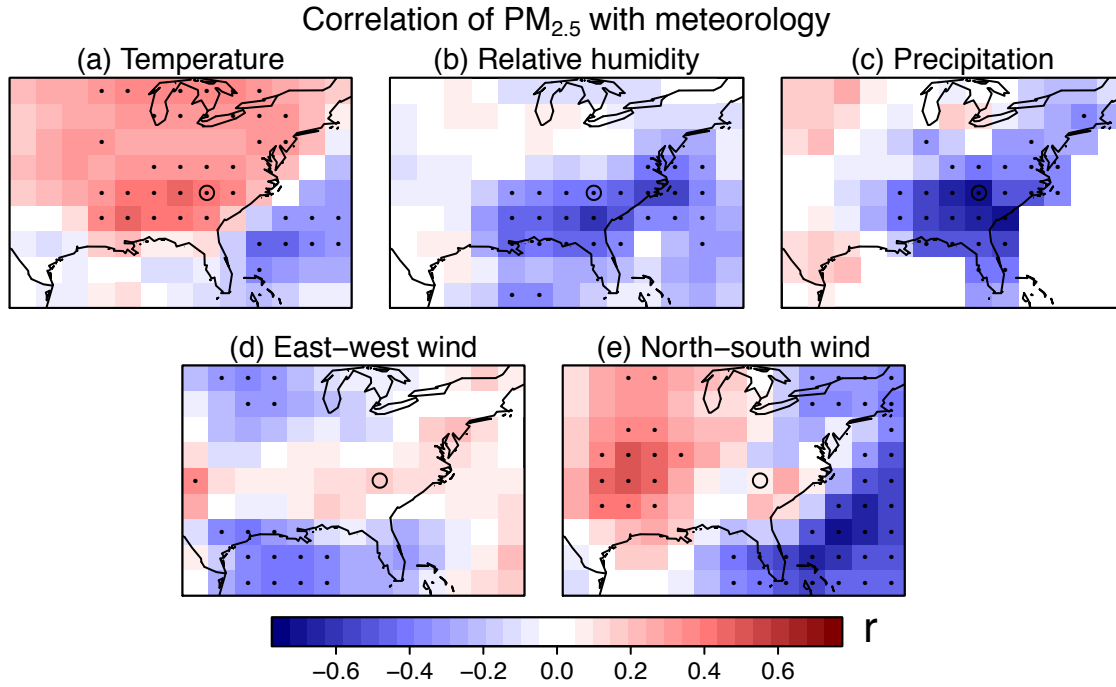 Correlation of PM2.5 with meteorology
(a) Temperature
(b) Relative humidity
(c) Precipitation
(d) East−west wind
(e) North−south wind
−0.6 −0.4 −0.2 0.0 0.2 0.4 0.6
r